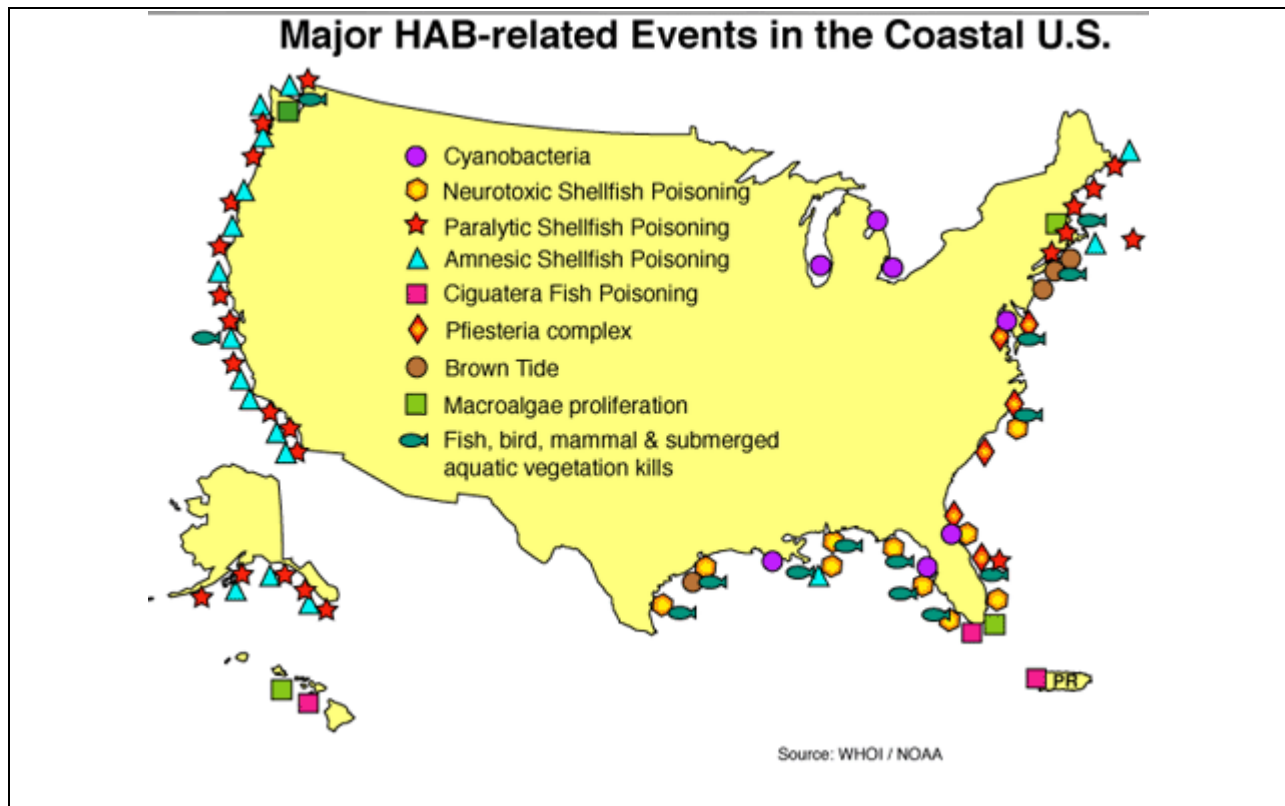 Major HAB-related Events in the Coastal U.S.
Cyanobacteria
Neurotoxic Shellfish Poisoning
Paralytic Shellfish Poisoning
Amnesic Shellfish Poisoning
Ciguatera Fish Poisoning
Pfiesteria complex
Brown Tide
Macroalgae proliferation
Fish, bird, mammal & submerged
aquatic vegetation kills
PR
Source: WHOI / NOAA